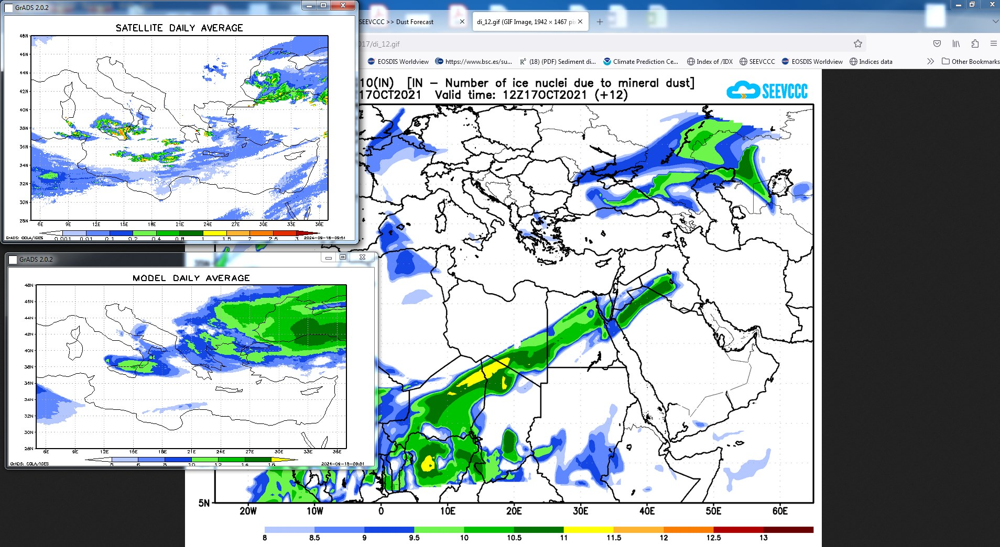 GrADS 2.0.2
SATELLITE DAILY AVERAGE
48N
46N
44N
42N
40N
38N
36N
34N
32N
30N
28N
6E 9E 12E 15E 18E 21E 24E 27E 30E 33E 36E
0.001 0.01 0.1 0.2 0.4 0.8 1 1.5 2 2.5 3
GrADS: COLA/IGES 2024-09-18-09:51
SEEVCCC >> Dust Forecast
di_12.gif (GIF Image, 1942 × 1467 pi
017/di_12.gif
EOSDIS Worldview https://www.bsc.es/su... (18) (PDF) Sediment di... Climate Prediction Ce... Index of /IDX SEEVCCC EOSDIS Worldview Indices data Other Bookmarks
10(IN) [IN – Number of ice nuclei due to mineral dust]
17OCT2021 Valid time: 12Z17OCT2021 (+12)
SEEVCCC
GrADS 2.0.2
MODEL DAILY AVERAGE
48N
46N
44N
42N
40N
38N
36N
34N
32N
30N
28N
6E 9E 12E 15E 18E 21E 24E 27E 30E 33E 36E
5 6 8 10 12 14 16
GrADS: COLA/IGES 2024-09-18-09:51
5N
20W 10W 0 10E 20E 30E 40E 50E 60E
8 8.5 9 9.5 10 10.5 11 11.5 12 12.5 13